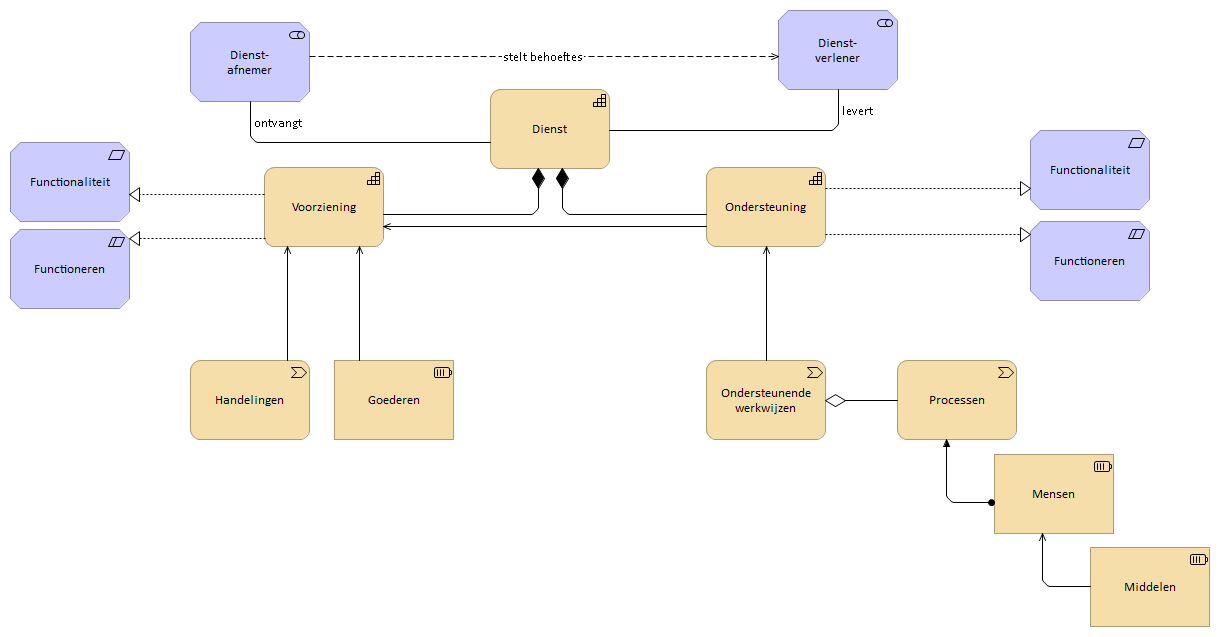 Dienst-
afnemer
stelt behoeftes
Dienst-
verlener
ontvangt
Dienst
levert
Functionaliteit
Voorziening
Ondersteuning
Functionaliteit
Functioneren
Functioneren
Handelingen
Goederen
Ondersteunende
werkwijzen
Processen
Mensen
Middelen